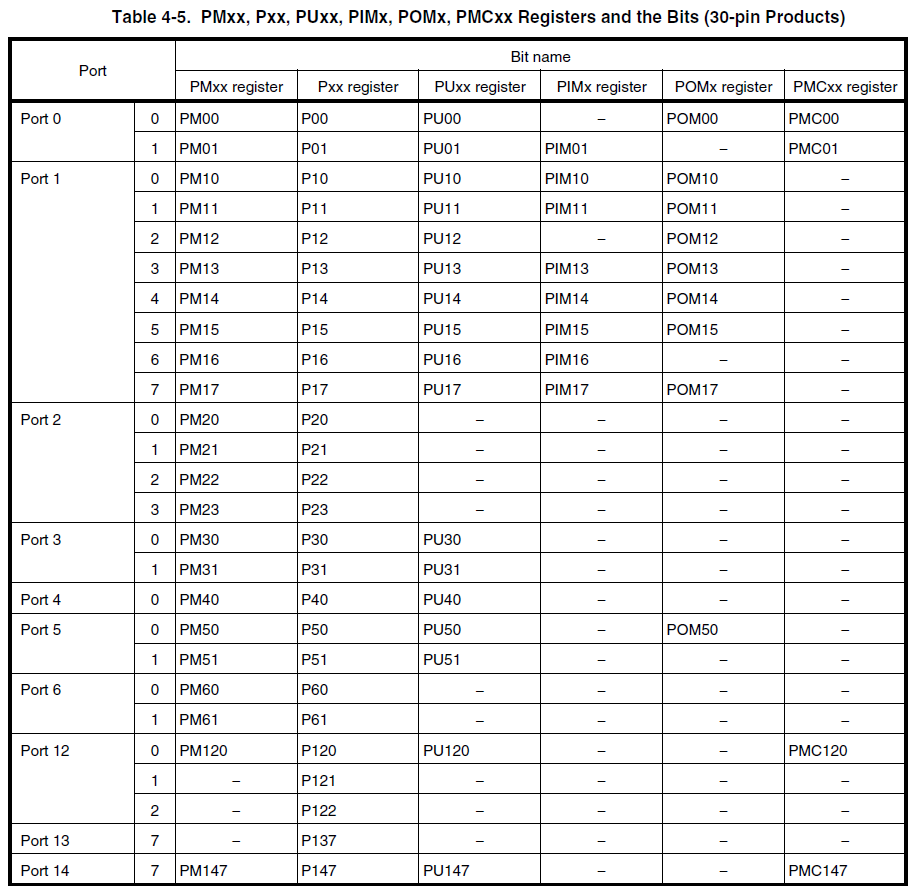 Table 4-5. PMxx, Pxx, PUxx, PIMx, POMx, PMCxx Registers and the Bits (30-pin Products)
Port Bit name
PMxx register Pxx register PUxx register PIMx register POMx register PMCxx register
Port 0 0 PM00 P00 PU00 – POM00 PMC00
1 PM01 P01 PU01 PIM01 – PMC01
Port 1 0 PM10 P10 PU10 PIM10 POM10 –
1 PM11 P11 PU11 PIM11 POM11 –
2 PM12 P12 PU12 – POM12 –
3 PM13 P13 PU13 PIM13 POM13 –
4 PM14 P14 PU14 PIM14 POM14 –
5 PM15 P15 PU15 PIM15 POM15 –
6 PM16 P16 PU16 PIM16 – –
7 PM17 P17 PU17 PIM17 POM17 –
Port 2 0 PM20 P20 – – – –
1 PM21 P21 – – – –
2 PM22 P22 – – – –
3 PM23 P23 – – – –
Port 3 0 PM30 P30 PU30 – – –
1 PM31 P31 PU31 – – –
Port 4 0 PM40 P40 PU40 – – –
Port 5 0 PM50 P50 PU50 – POM50 –
1 PM51 P51 PU51 – – –
Port 6 0 PM60 P60 – – – –
1 PM61 P61 – – – –
Port 12 0 PM120 P120 PU120 – – PMC120
1 – P121 – – – –
2 – P122 – – – –
Port 13 7 – P137 – – – –
Port 14 7 PM147 P147 PU147 – – PMC147